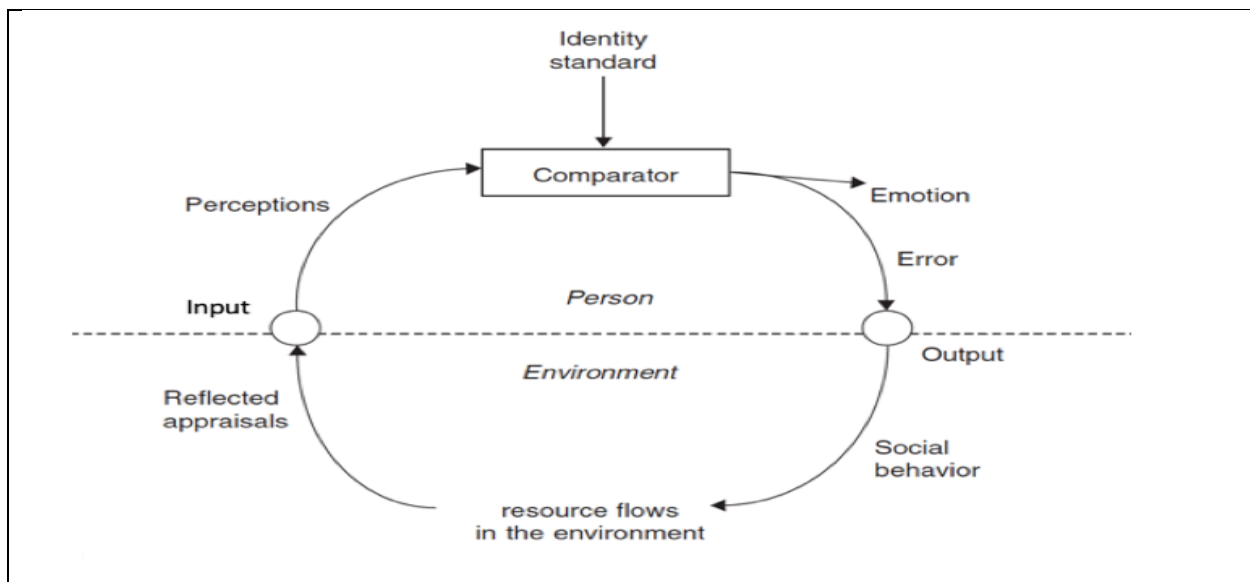 Identity
standard
Comparator
Perceptions
Emotion
Error
Person
Input
Output
Environment
Reflected
appraisals
Social
behavior
resource flows
in the environment